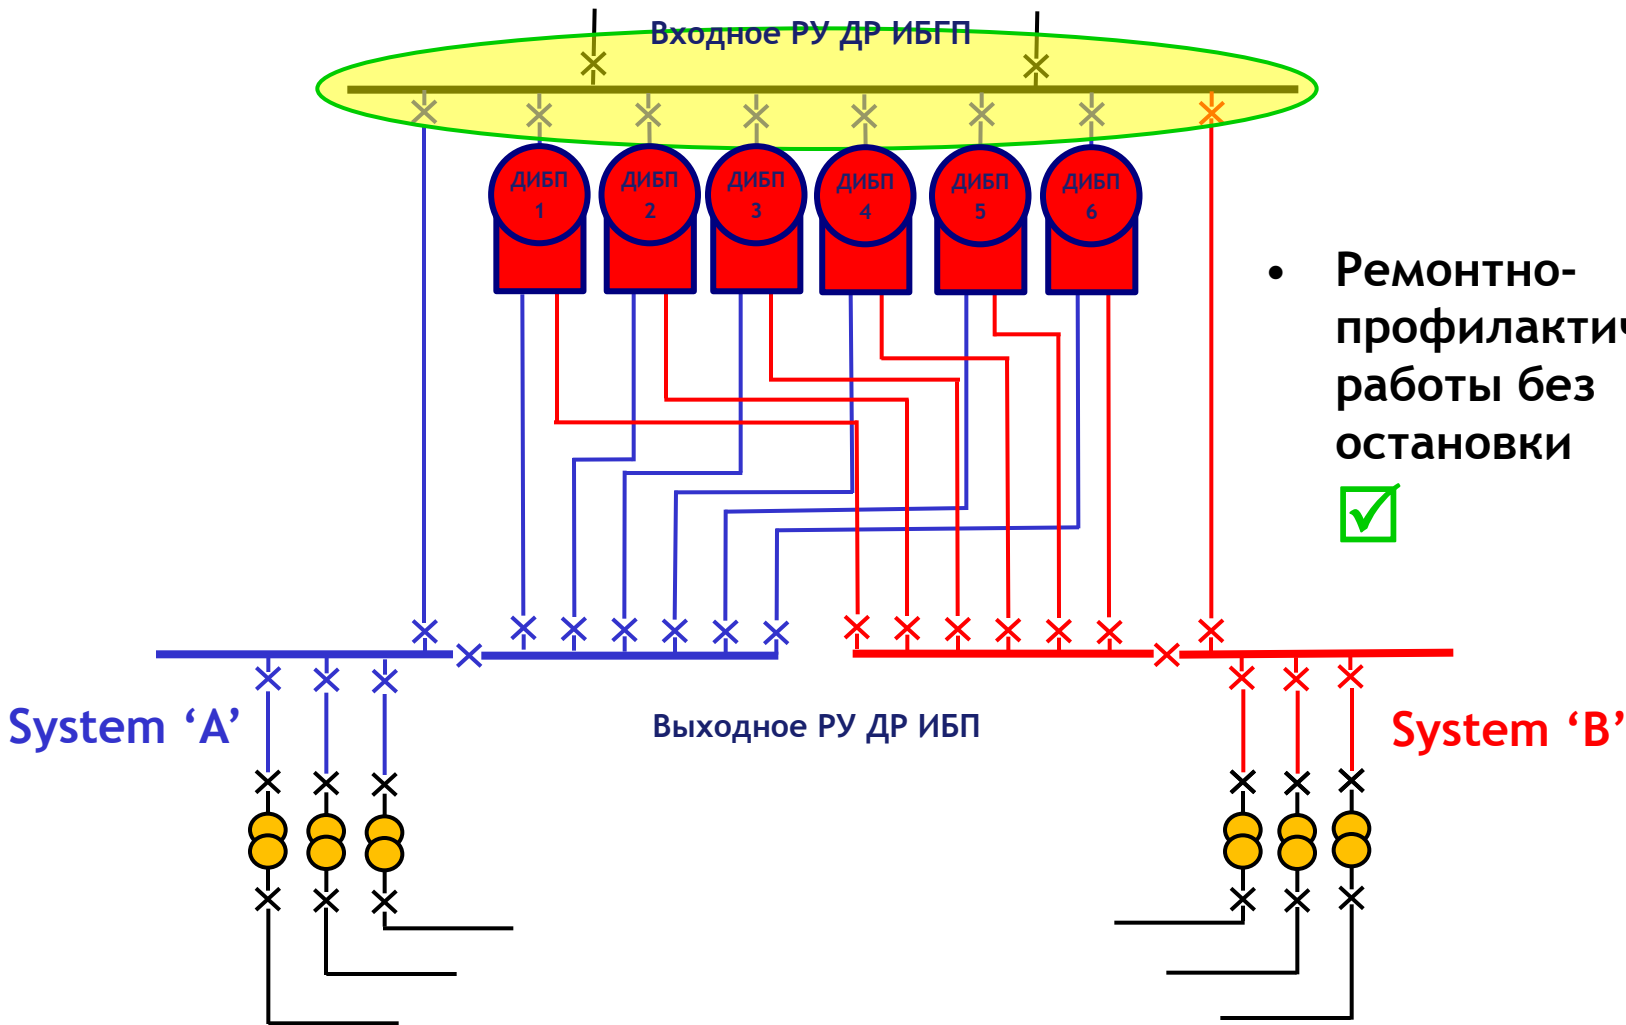 Входное РУ ДР ИБГП
ДИБП
1
ДИБП
2
ДИБП
3
ДИБП
4
ДИБП
5
ДИБП
6
• Ремонтно-
профилактич
работы без
остановки
System ‘A’
Выходное РУ ДР ИБП
System ‘B’